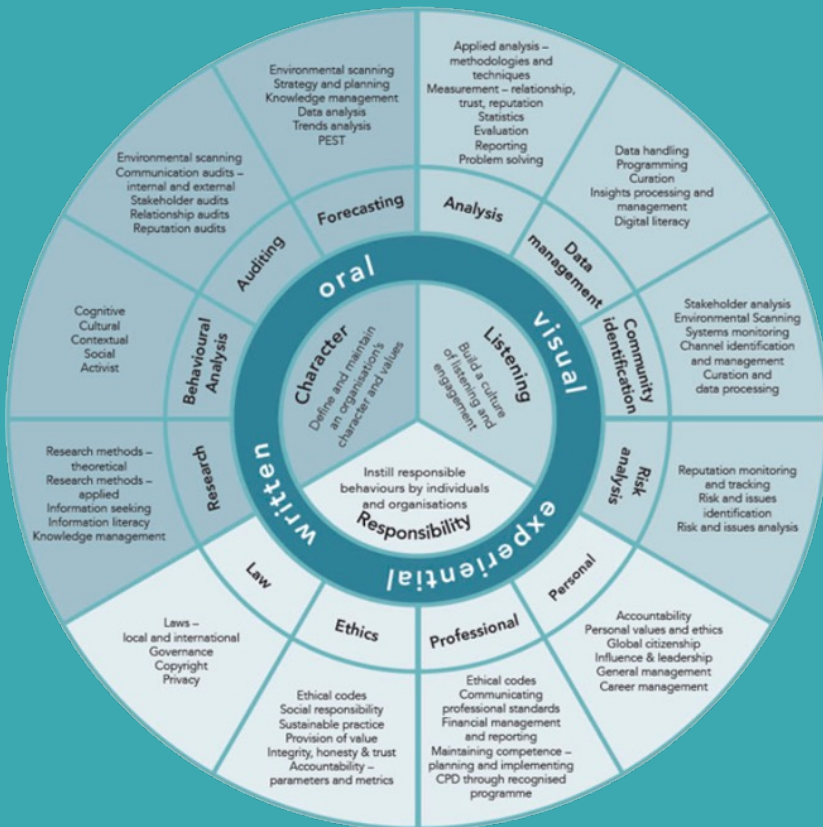 Applied analysis –
methodologies and
techniques
Measurement – relationship,
trust, reputation
Statistics
Evaluation
Reporting
Problem solving
Analysis
Data handling
Programming
Curation
Insights processing and
management
Digital literacy
Data
management
Stakeholder analysis
Environmental Scanning
Systems monitoring
Channel identification
and management
Curation and
data processing
Community
identification
Reputation monitoring
and tracking
Risk and issues
identification
Risk and issues analysis
Risk
analysis
Accountability
Personal values and ethics
Global citizenship
Influence & leadership
General management
Career management
Personal
Ethical codes
Communicating
professional standards
Financial management
and reporting
Maintaining competence –
planning and implementing
CPD through recognised
programme
Professional
Ethical codes
Social responsibility
Sustainable practice
Provision of value
Integrity, honesty & trust
Accountability –
parameters and metrics
Ethics
Laws –
local and international
Governance
Copyright
Privacy
Law
Research methods –
theoretical
Research methods –
applied
Information seeking
Information literacy
Knowledge management
Research
Cognitive
Cultural
Contextual
Social
Activist
Behavioural
Analysis
Environmental scanning
Communication audits –
internal and external
Stakeholder audits
Relationship audits
Reputation audits
Auditing
Environmental scanning
Strategy and planning
Knowledge management
Data analysis
Trends analysis
PEST
Forecasting
oral
visual
experiential
written
Character
Define and maintain
an organisation's
character and values
Listening
Build a culture
of listening and
engagement
Instill responsible
behaviours by individuals
and organisations
Responsibility